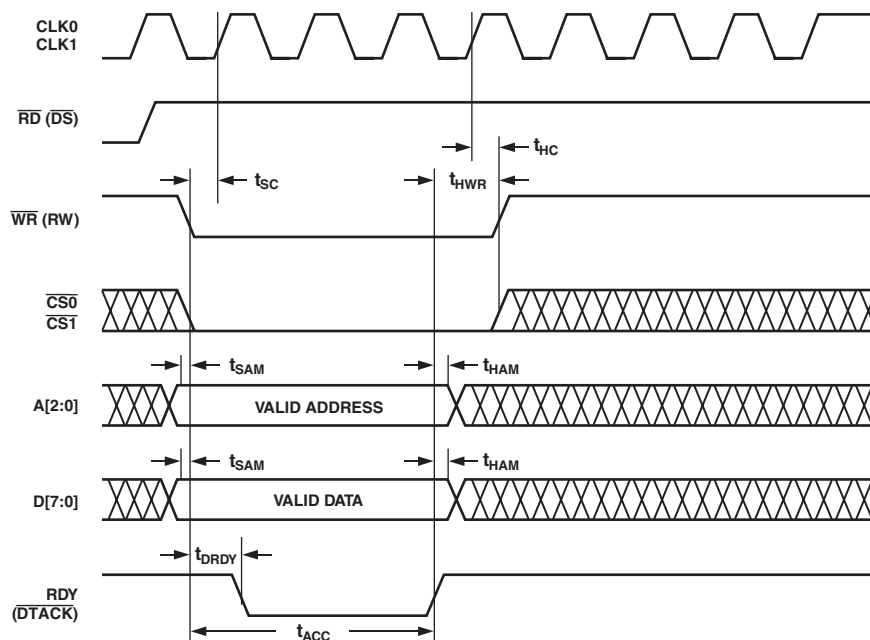 CLK0
CLK1
RD (DS)
tHC
tSC
tHWR
WR (RW)
CS0
CS1
tSAM
tHAM
A[2:0]
VALID ADDRESS
tSAM
tHAM
D[7:0]
VALID DATA
tDRDY
RDY
(DTACK)
tACC